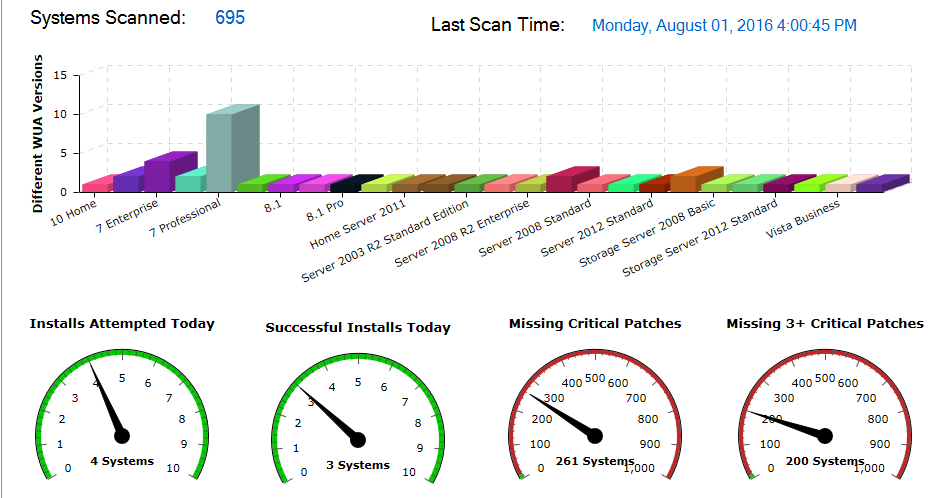 Systems Scanned: 695
Last Scan Time: Monday, August 01, 2016 4:00:45 PM
Different WUA Versions
15
10
5
0
10 Home
7 Enterprise
7 Professional
8.1
8.1 Pro
Home Server 2011
Server 2003 R2 Standard Edition
Server 2008 R2 Enterprise
Server 2008 Standard
Server 2012 Standard
Storage Server 2008 Basic
Storage Server 2012 Standard
Vista Business
Installs Attempted Today
0 1 2 3 4 5 6 7 8 9 10
4 Systems
Successful Installs Today
0 1 2 3 4 5 6 7 8 9 10
3 Systems
Missing Critical Patches
0 100 200 300 400 500 600 700 800 900 1,000
261 Systems
Missing 3+ Critical Patches
0 100 200 300 400 500 600 700 800 900 1,000
200 Systems